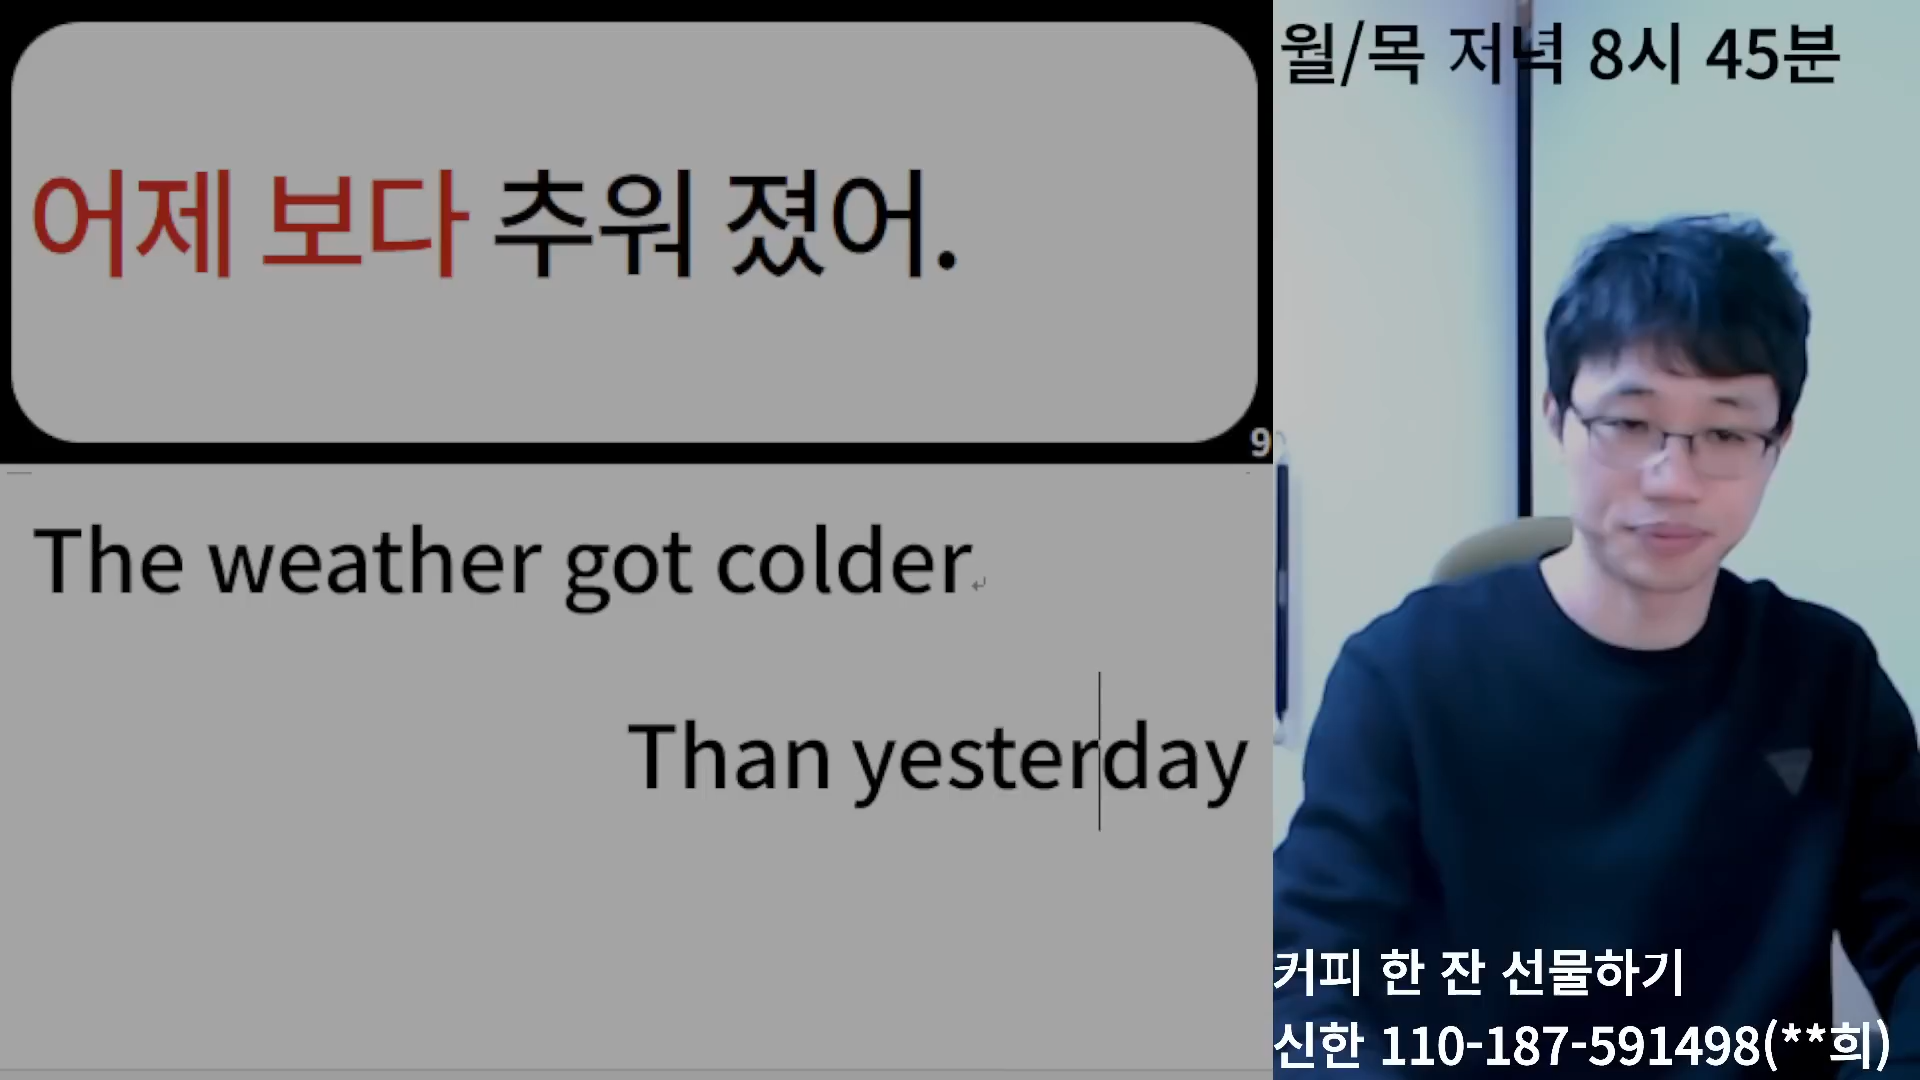 어제 보다 추워 졌어.
9
The weather got colder
Than yesterday
월/목 저녁 8시 45분
커피 한 잔 선물하기
신한 110-187-591498(**희)